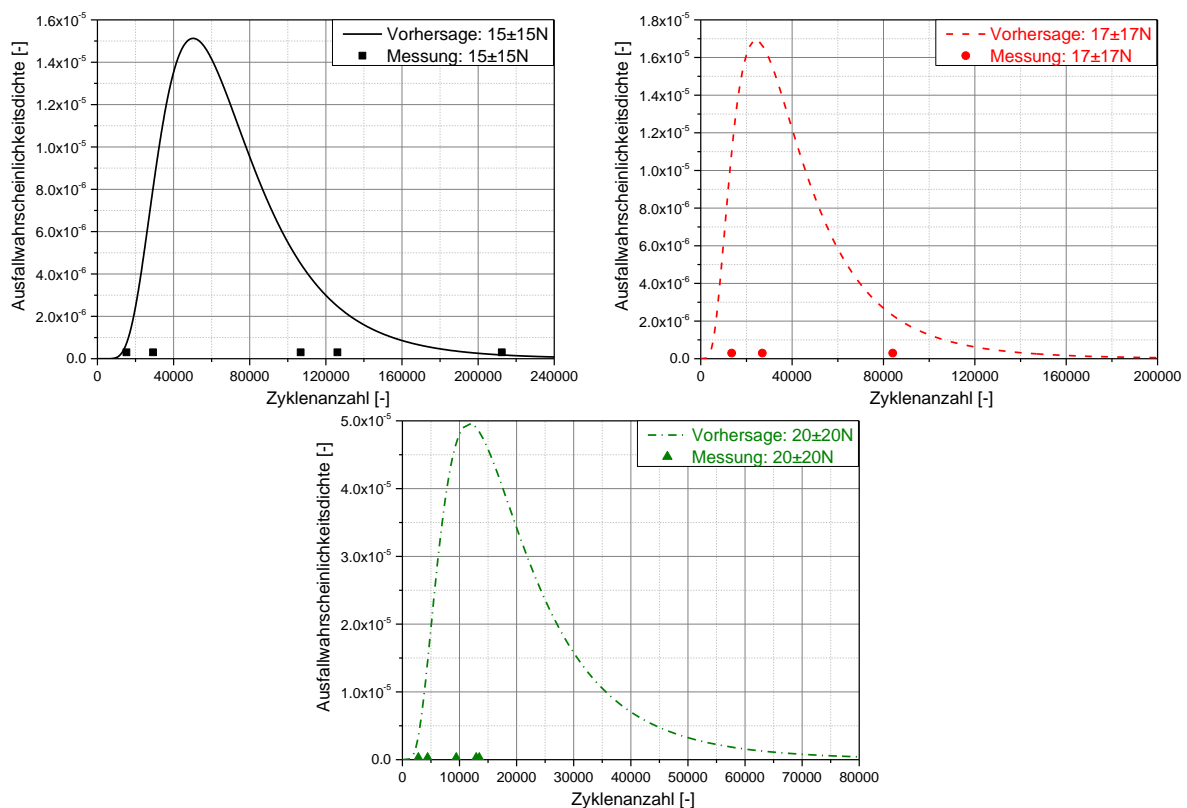 1.6x10⁻⁵
1.4x10⁻⁵
1.2x10⁻⁵
1.0x10⁻⁵
8.0x10⁻⁶
6.0x10⁻⁶
4.0x10⁻⁶
2.0x10⁻⁶
0.0
Ausfallwahrscheinlichkeitsdichte [-]
Vorhersage: 15±15N
Messung: 15±15N
0 40000 80000 120000 160000 200000 240000
Zyklenanzahl [-]
1.8x10⁻⁵
1.6x10⁻⁵
1.4x10⁻⁵
1.2x10⁻⁵
1.0x10⁻⁵
8.0x10⁻⁶
6.0x10⁻⁶
4.0x10⁻⁶
2.0x10⁻⁶
0.0
Ausfallwahrscheinlichkeitsdichte [-]
Vorhersage: 17±17N
Messung: 17±17N
0 40000 80000 120000 160000 200000
Zyklenanzahl [-]
5.0x10⁻⁵
4.0x10⁻⁵
3.0x10⁻⁵
2.0x10⁻⁵
1.0x10⁻⁵
0.0
Ausfallwahrscheinlichkeitsdichte [-]
Vorhersage: 20±20N
Messung: 20±20N
0 10000 20000 30000 40000 50000 60000 70000 80000
Zyklenanzahl [-]